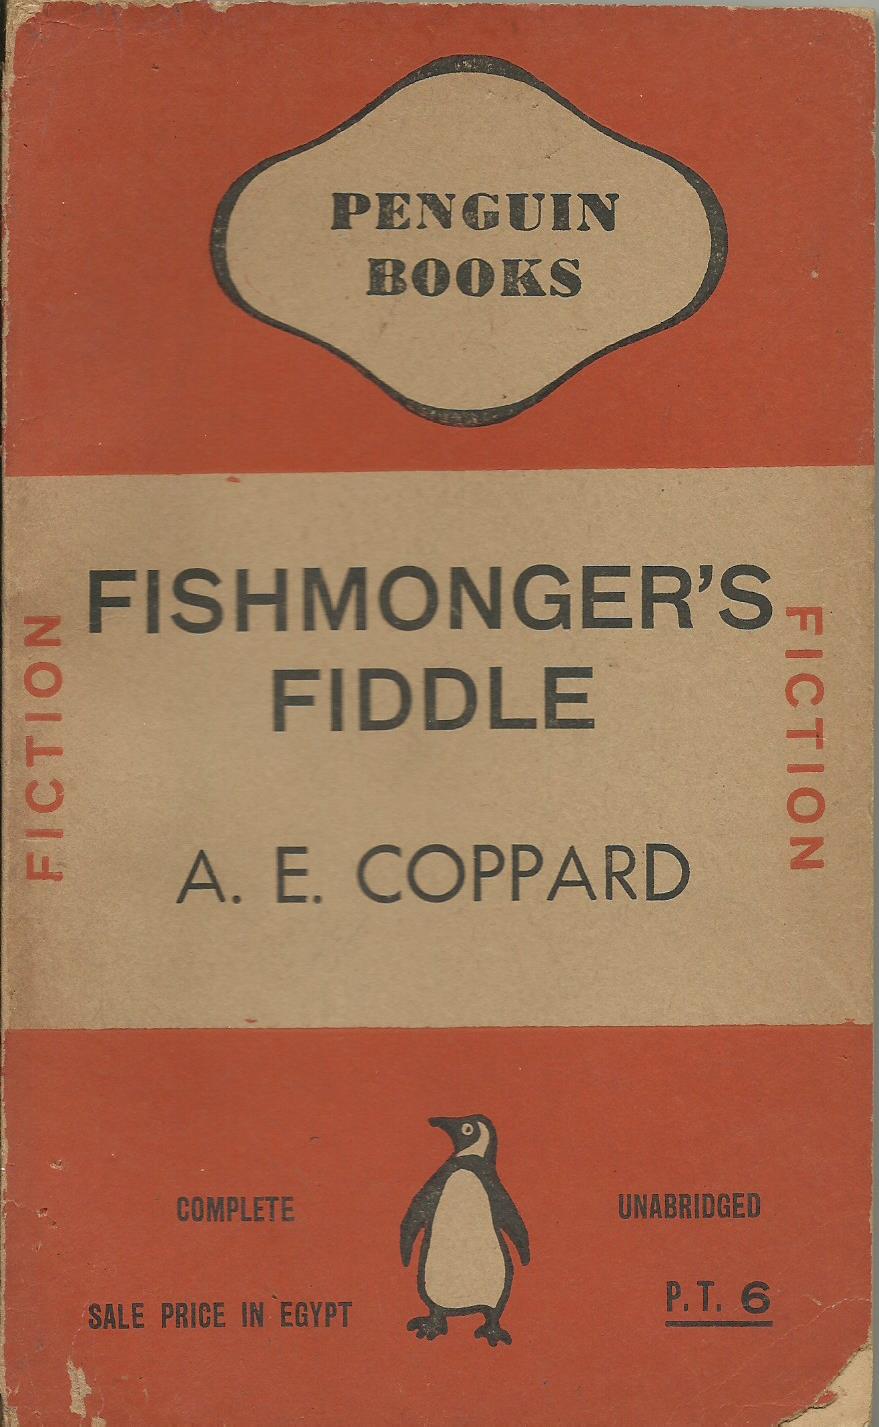 PENGUIN
BOOKS
FISHMONGER'S
FIDDLE
FICTION
FICTION
A. E. COPPARD
COMPLETE
UNABRIDGED
SALE PRICE IN EGYPT
P.T. 6